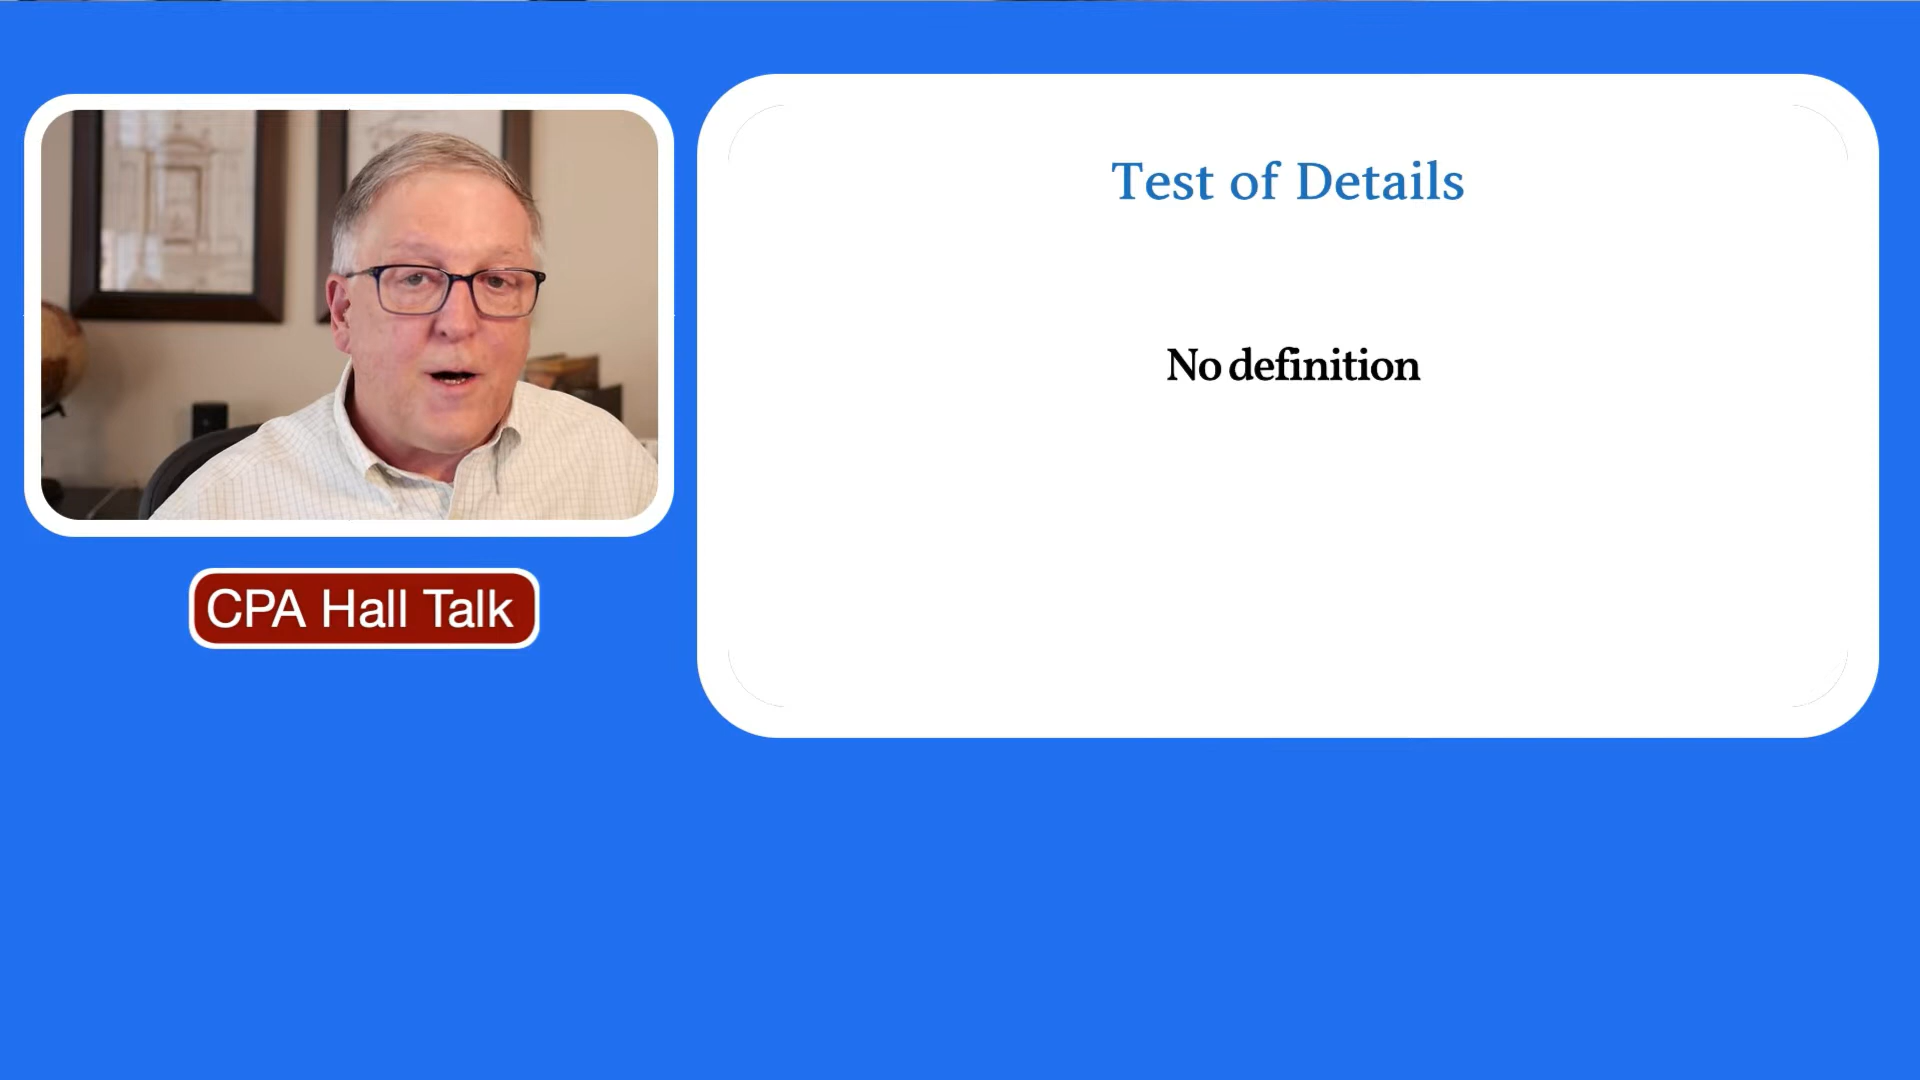 Test of Details
No definition
CPA Hall Talk